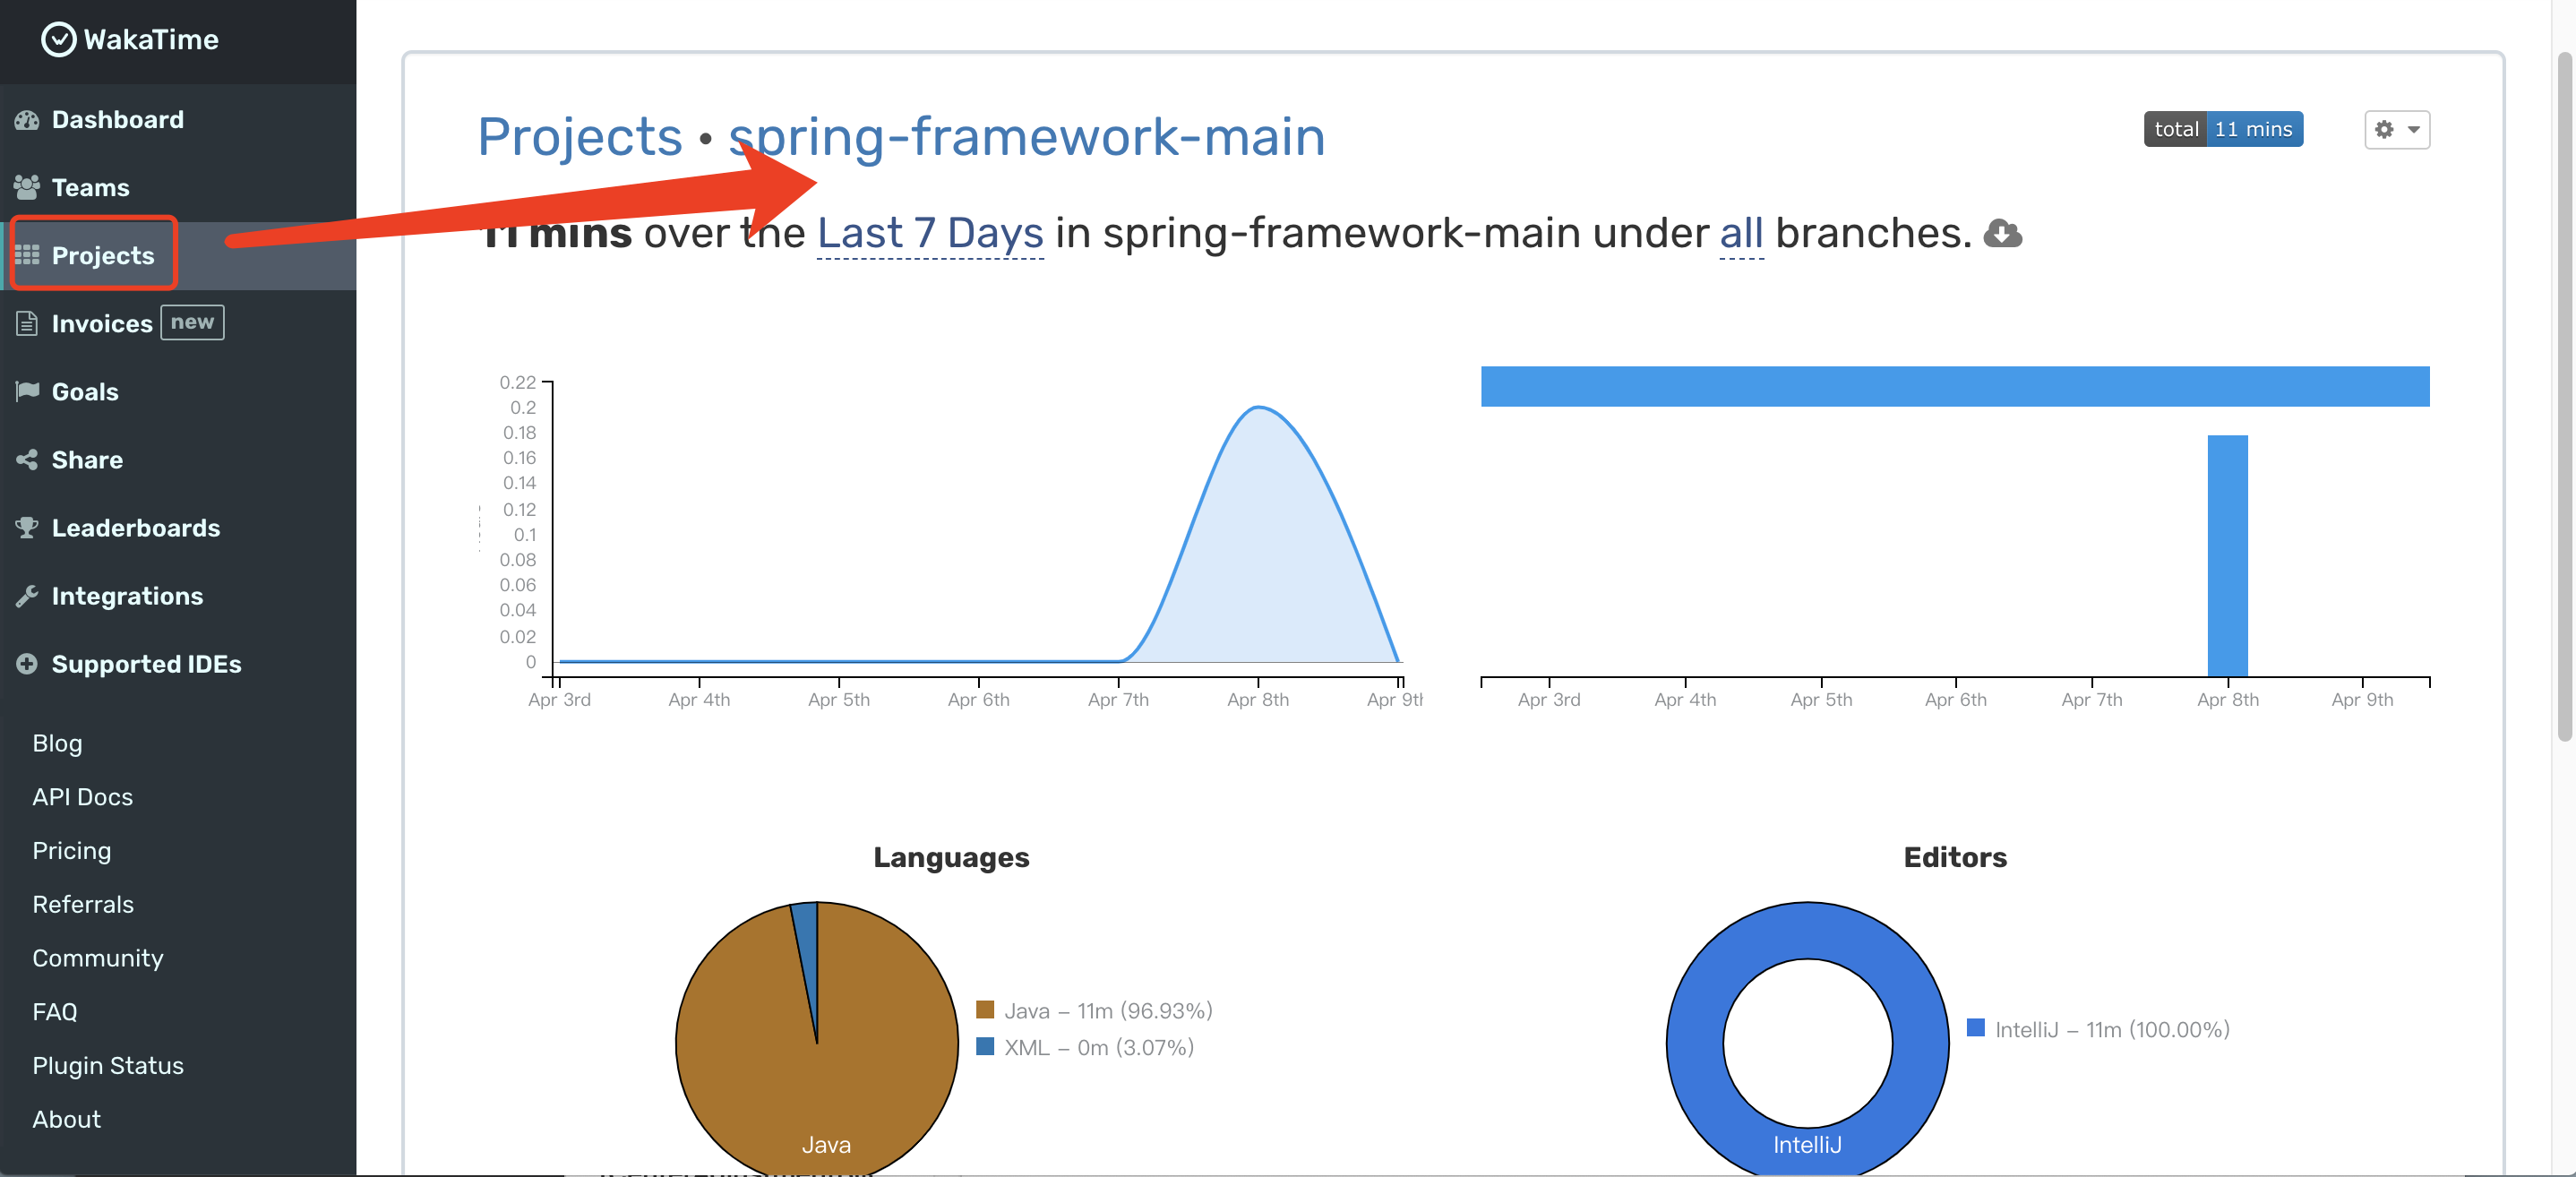 WakaTime
Dashboard
Teams
Projects
Invoices new
Goals
Share
Leaderboards
Integrations
Supported IDEs
Blog
API Docs
Pricing
Referrals
Community
FAQ
Plugin Status
About
Projects • spring-framework-main
total 11 mins
11 mins over the Last 7 Days in spring-framework-main under all branches.
0.22
0.2
0.18
0.16
0.14
0.12
0.1
0.08
0.06
0.04
0.02
0
Apr 3rd Apr 4th Apr 5th Apr 6th Apr 7th Apr 8th Apr 9th
Apr 3rd Apr 4th Apr 5th Apr 6th Apr 7th Apr 8th Apr 9th
Languages
Java – 11m (96.93%)
XML – 0m (3.07%)
Java
Editors
IntelliJ – 11m (100.00%)
IntelliJ